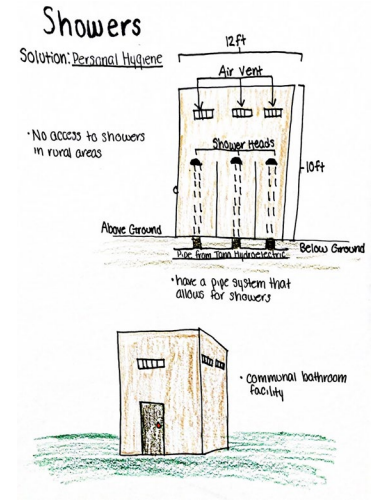 Showers
Solution: Personal Hygiene
12ft
Air Vent
• No access to showers
in rural areas
Shower Heads
10ft
Above Ground
Below Ground
Pipe from Tann Hydroelectric
• have a pipe system that
allows for showers
• Communal bathroom
facility